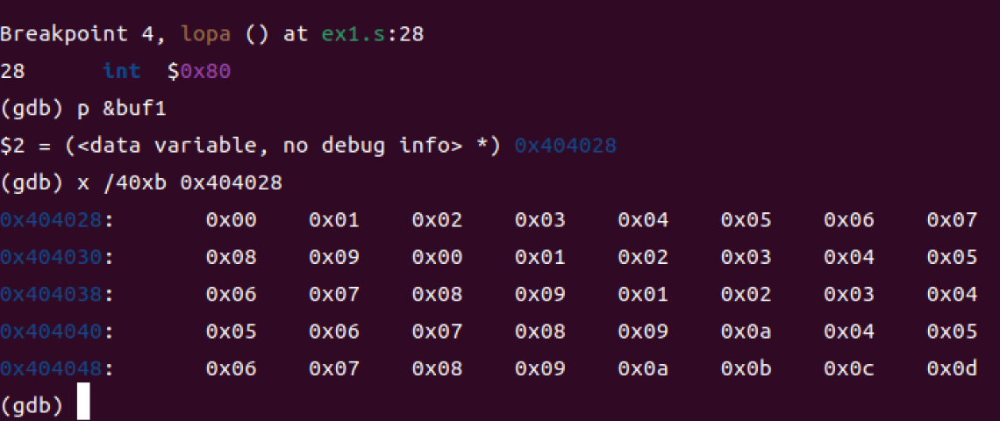 Breakpoint 4, lopa () at ex1.s:28
28      int  $0x80
(gdb) p &buf1
$2 = (<data variable, no debug info> *) 0x404028
(gdb) x /40xb 0x404028
0x404028:       0x00    0x01    0x02    0x03    0x04    0x05    0x06    0x07
0x404030:       0x08    0x09    0x00    0x01    0x02    0x03    0x04    0x05
0x404038:       0x06    0x07    0x08    0x09    0x01    0x02    0x03    0x04
0x404040:       0x05    0x06    0x07    0x08    0x09    0x0a    0x04    0x05
0x404048:       0x06    0x07    0x08    0x09    0x0a    0x0b    0x0c    0x0d
(gdb)